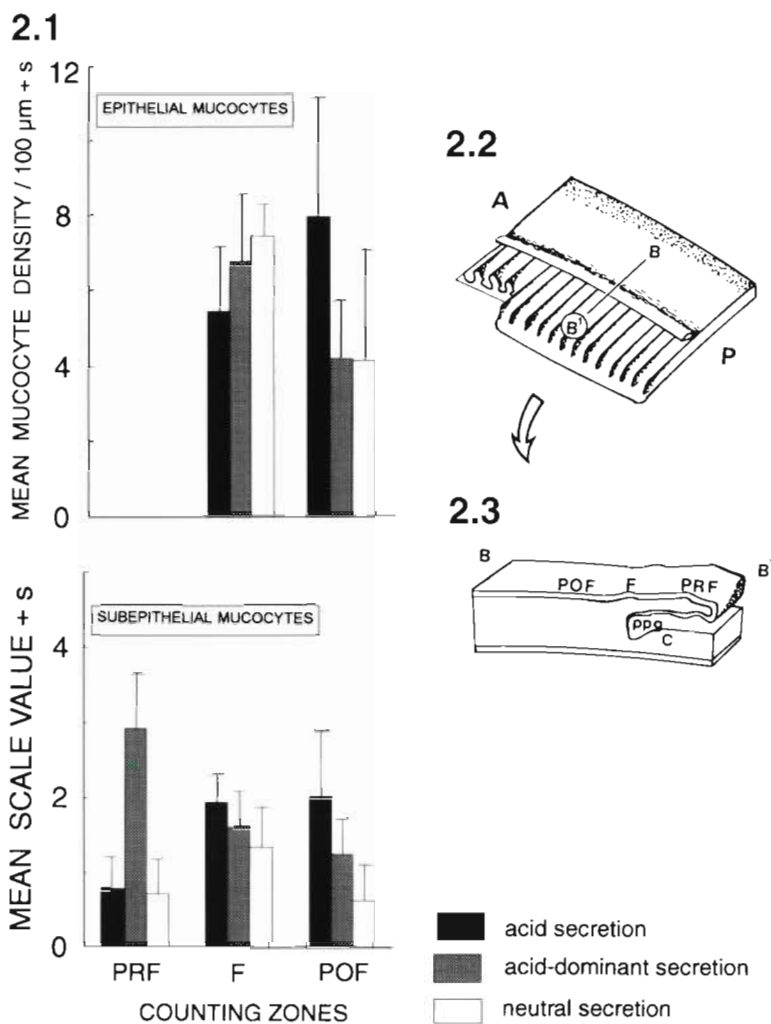 2.1
MEAN MUCOCYTE DENSITY / 100 µm + s
12
8
4
0
EPITHELIAL MUCOCYTES
MEAN SCALE VALUE + s
4
2
0
SUBEPITHELIAL MUCOCYTES
PRF F POF
COUNTING ZONES
2.2
A
B
B¹
P
2.3
B
B'
POF F PRF
ppg
C
acid secretion
acid-dominant secretion
neutral secretion